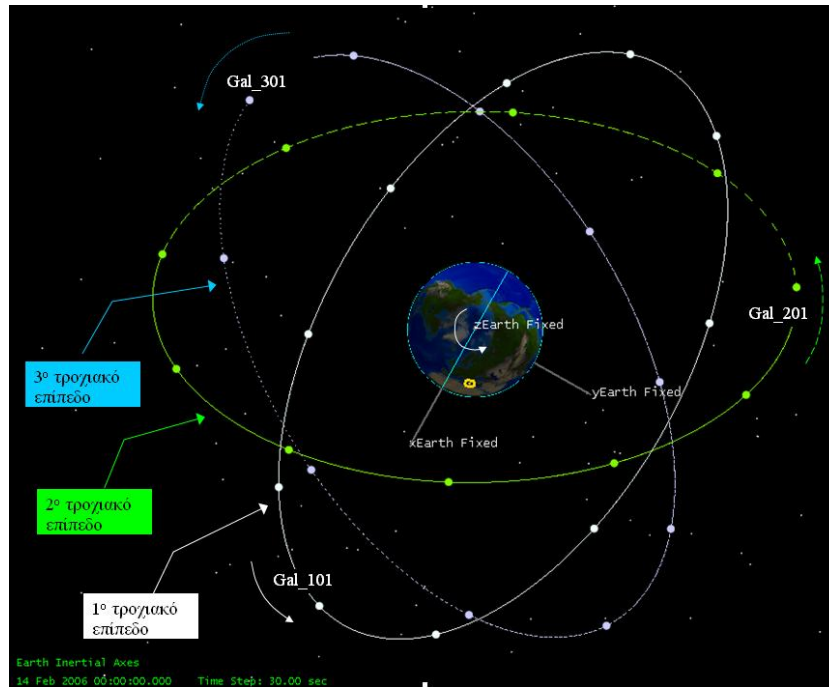 Gal_301
Gal_201
zEarth Fixed
yEarth Fixed
xEarth Fixed
3ο τροχιακό
επίπεδο
2ο τροχιακό
επίπεδο
Gal_101
1ο τροχιακό
επίπεδο
Earth Inertial Axes
14 Feb 2006 00:00:00.000 Time Step: 30.00 sec